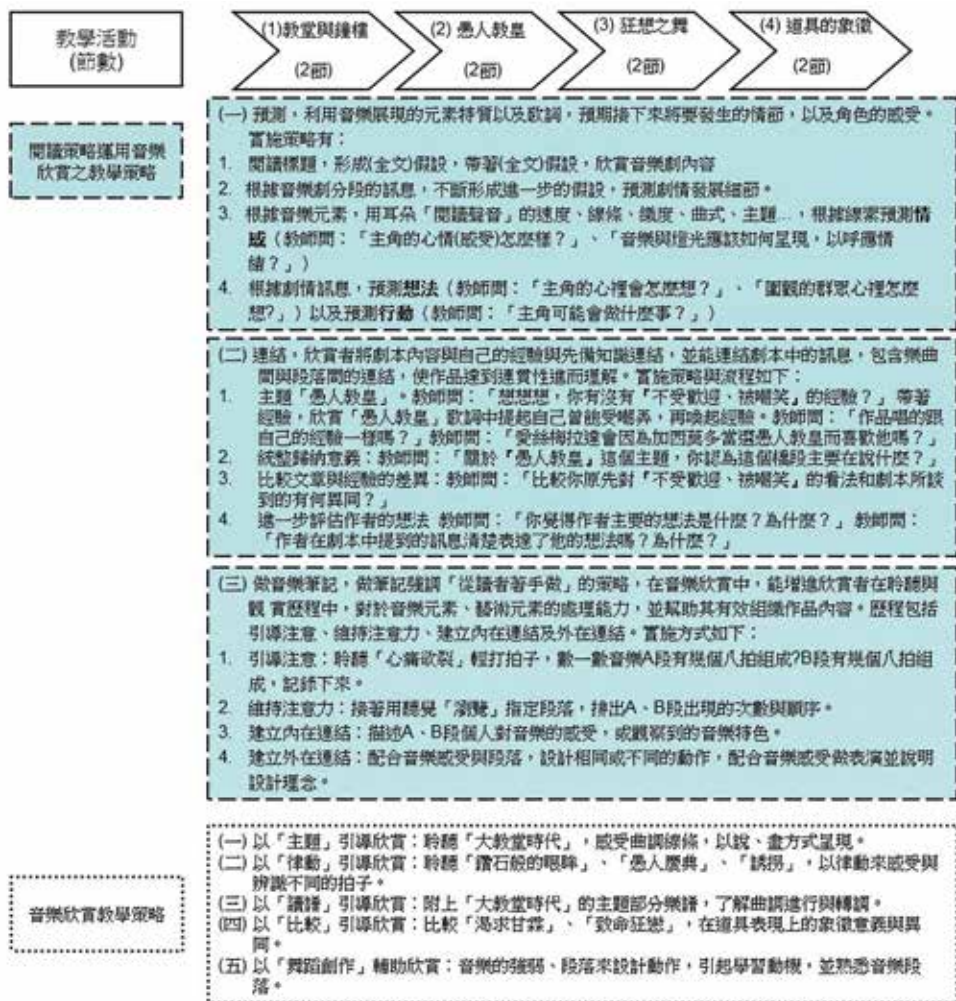 教學活動
(節數)
(1)教堂與鐘樓
(2節)
(2) 愚人教皇
(2節)
(3) 狂想之舞
(2節)
(4) 道具的象徵
(2節)
閱讀策略運用音樂
欣賞之教學策略
(一) 預測,利用音樂展現的元素特質以及歌詞,預期接下來將要發生的情節,以及角色的感受。
實施策略有:
1. 閱讀標題,形成(全文)假設,帶著(全文)假設,欣賞音樂劇內容
2. 根據音樂劇分段的訊息,不斷形成進一步的假設,預測劇情發展細節。
3. 根據音樂元素,用耳朵「閱讀聲音」的速度、線條、織度、曲式、主題…,根據線索預測情
感(教師問:「主角的心情(感受)怎麼樣?」、「音樂與燈光應該如何呈現,以呼應情
緒?」)
4. 根據劇情訊息,預測想法(教師問:「主角的心裡會怎麼想?」、「圍觀的群眾心裡怎麼
想?」)以及預測行動(教師問:「主角可能會做什麼事?」)
(二) 連結,欣賞者將劇本內容與自己的經驗與先備知識連結,並能連結劇本中的訊息,包含樂曲
間與段落間的連結,使作品達到連貫性進而理解。實施策略與流程如下:
1. 主題「愚人教皇」。教師問:「想想想,你有沒有『不受歡迎、被嘲笑』的經驗?」帶著
經驗,欣賞「愚人教皇」歌詞中提起自己曾飽受嘲弄,再喚起經驗。教師問:「作品唱的跟
自己的經驗一樣嗎?」教師問:「愛絲梅拉達會因為加西莫多當選愚人教皇而喜歡他嗎?」
2. 統整歸納意義:教師問:「關於『愚人教皇』這個主題,你認為這個橋段主要在說什麼?」
3. 比較文章與經驗的差異:教師問:「比較你原先對『不受歡迎、被嘲笑』的看法和劇本所談
到的有何異同?」
4. 進一步評估作者的想法 教師問:「你覺得作者主要的想法是什麼?為什麼?」 教師問:
「作者在劇本中提到的訊息清楚表達了他的想法嗎?為什麼?」
(三) 做音樂筆記,做筆記強調「從讀者著手做」的策略,在音樂欣賞中,能增進欣賞者在聆聽與
觀 賞歷程中,對於音樂元素、藝術元素的處理能力,並幫助其有效組織作品內容。歷程包括
引導注意、維持注意力、建立內在連結及外在連結。實施方式如下:
1. 引導注意:聆聽「心痛欲裂」輕打拍子,數一數音樂A段有幾個八拍組成?B段有幾個八拍組
成,記錄下來。
2. 維持注意力:接著用聽覺「瀏覽」指定段落,排出A、B段出現的次數與順序。
3. 建立內在連結:描述A、B段個人對音樂的感受,或觀察到的音樂特色。
4. 建立外在連結:配合音樂感受與段落,設計相同或不同的動作,配合音樂感受做表演並說明
設計理念。
音樂欣賞教學策略
(一) 以「主題」引導欣賞:聆聽「大教堂時代」,感受曲調線條,以說、畫方式呈現。
(二) 以「律動」引導欣賞:聆聽「鑽石般的眼眸」、「愚人慶典」、「誘拐」,以律動來感受與
辨識不同的拍子。
(三) 以「讀譜」引導欣賞:附上「大教堂時代」的主題部分樂譜,了解曲調進行與轉調。
(四) 以「比較」引導欣賞:比較「渴求甘霖」、「致命狂戀」,在道具表現上的象徵意義與異
同。
(五) 以「舞蹈創作」輔助欣賞:音樂的強弱、段落來設計動作,引起學習動機,並熟悉音樂段
落。